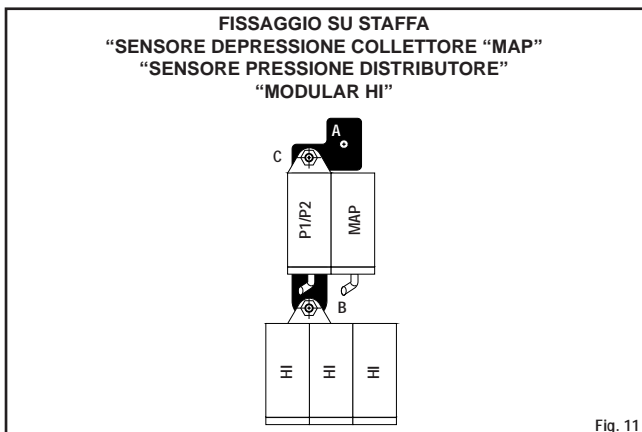 FISSAGGIO SU STAFFA
“SENSORE DEPRESSIONE COLLETTORE “MAP”
“SENSORE PRESSIONE DISTRIBUTORE”
“MODULAR HI”
A
C
P1/P2
MAP
B
HI
HI
HI
Fig. 11